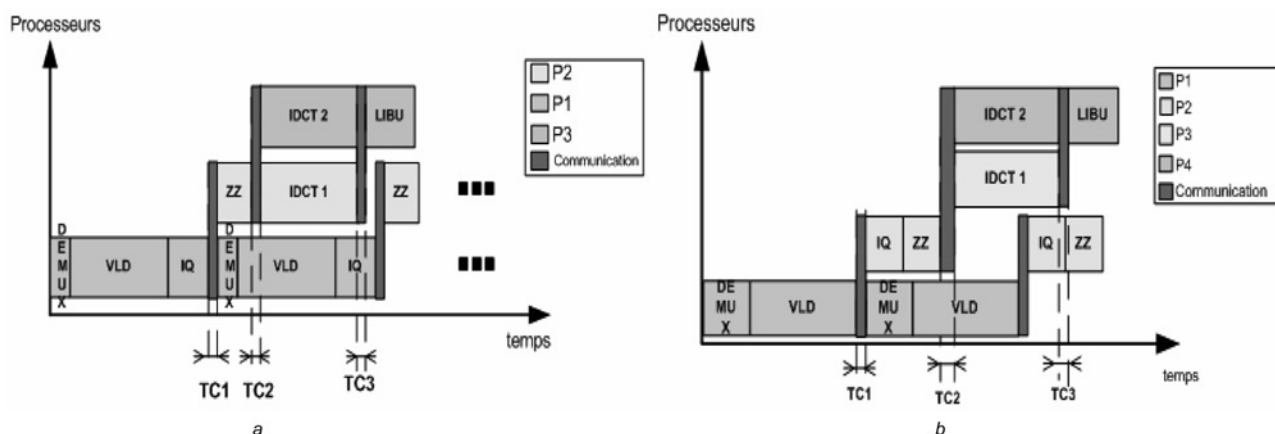 Processeurs
P2
P1
P3
Communication
IDCT 2
LIBU
ZZ
IDCT 1
ZZ
DEMUX
VLD
IQ
DEMUX
VLD
IQ
temps
TC1
TC2
TC3
a
Processeurs
P1
P2
P3
P4
Communication
IDCT 2
LIBU
IDCT 1
IQ
ZZ
IQ
ZZ
DE
MU
X
VLD
DE
MU
X
VLD
temps
TC1
TC2
TC3
b